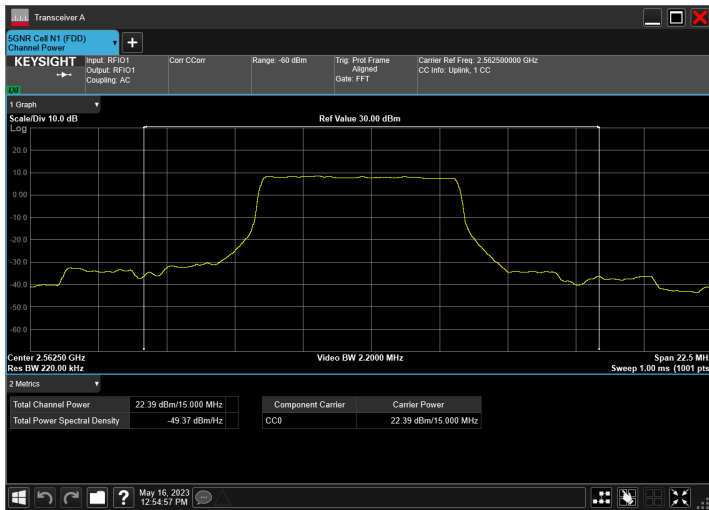 Transceiver A
5GNR Cell N1 (FDD)
Channel Power
KEYSIGHT
LXI
Input: RFIO1
Output: RFIO1
Coupling: AC
Corr CCorr
Range: -60 dBm
Trig: Prot Frame
Aligned
Gate: FFT
Carrier Ref Freq: 2.562500000 GHz
CC Info: Uplink, 1 CC
1 Graph
Scale/Div 10.0 dB
Ref Value 30.00 dBm
Log
20.0
10.0
0.00
-10.0
-20.0
-30.0
-40.0
-50.0
-60.0
Center 2.56250 GHz
Video BW 2.2000 MHz
Span 22.5 MH
Res BW 220.00 kHz
Sweep 1.00 ms (1001 pts
2 Metrics
Total Channel Power 22.39 dBm/15.000 MHz
Total Power Spectral Density -49.37 dBm/Hz
Component Carrier Carrier Power
CC0 22.39 dBm/15.000 MHz
?
May 16, 2023
12:54:57 PM